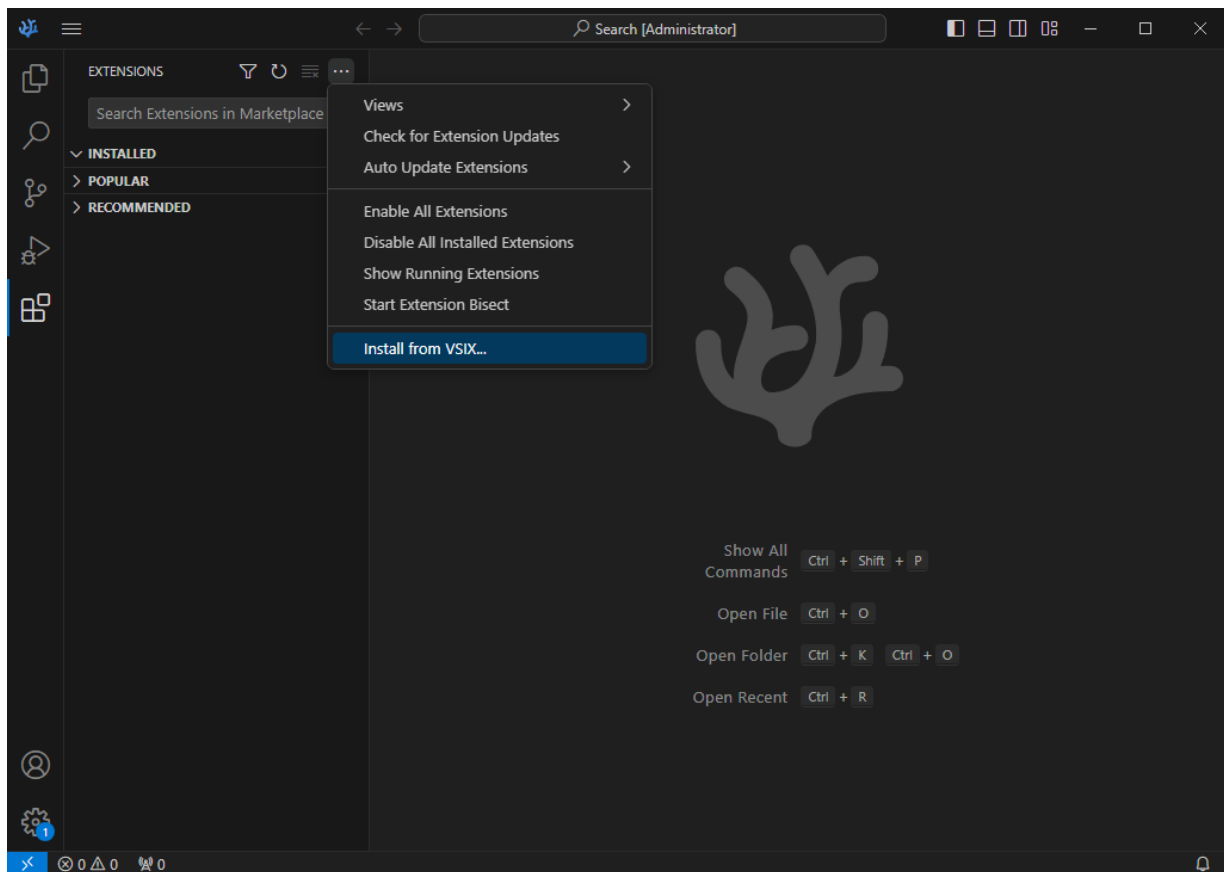 Search [Administrator]
EXTENSIONS
Search Extensions in Marketplace
INSTALLED
POPULAR
RECOMMENDED
Views
Check for Extension Updates
Auto Update Extensions
Enable All Extensions
Disable All Installed Extensions
Show Running Extensions
Start Extension Bisect
Install from VSIX...
Show All Commands Ctrl + Shift + P
Open File Ctrl + O
Open Folder Ctrl + K Ctrl + O
Open Recent Ctrl + R
1
0 0 0